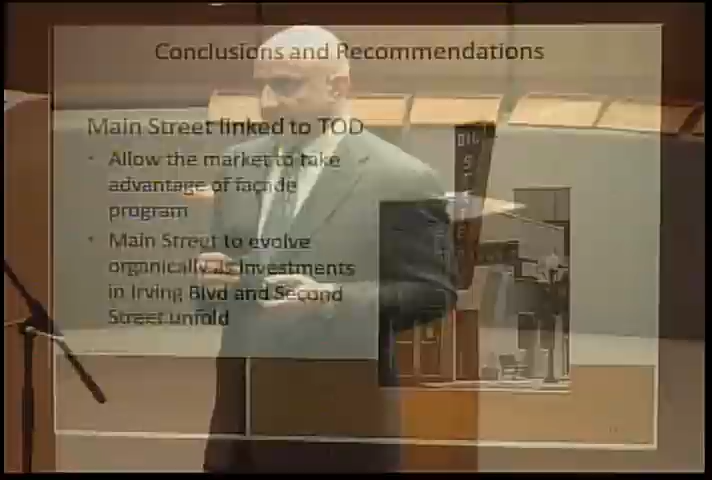 Conclusions and Recommendations
Main Street linked to TOD
• Allow the market to take
advantage of façade
program
• Main Street to evolve
organically as investments
in Irving Blvd and Second
Street unfold
BIG
S
T
A
T
E